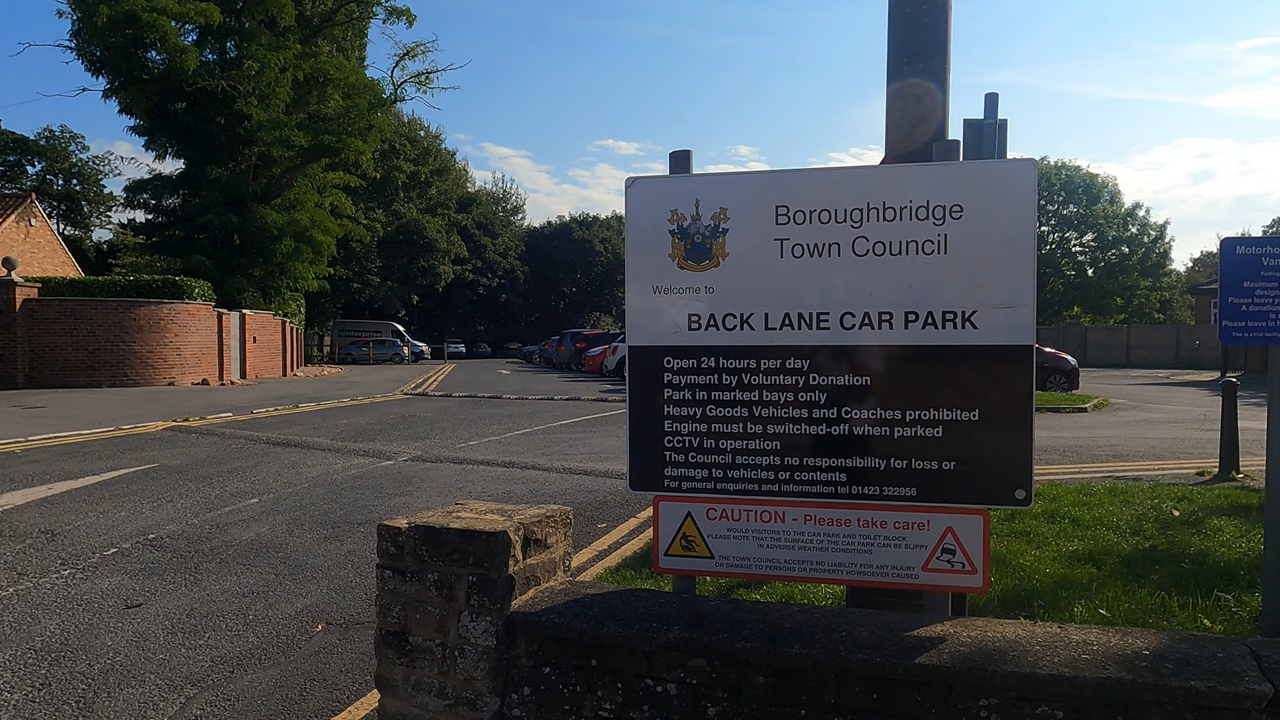 Boroughbridge
Town Council
Welcome to
BACK LANE CAR PARK
Open 24 hours per day
Payment by Voluntary Donation
Park in marked bays only
Heavy Goods Vehicles and Coaches prohibited
Engine must be switched-off when parked
CCTV in operation
The Council accepts no responsibility for loss or
damage to vehicles or contents
For general enquiries and information tel 01423 322956
CAUTION - Please take care!
WOULD VISITORS TO THE CAR PARK AND TOILET BLOCK
PLEASE NOTE THAT THE SURFACE OF THE CAR PARK CAN BE SLIPPY
IN ADVERSE WEATHER CONDITIONS
THE TOWN COUNCIL ACCEPTS NO LIABILITY FOR ANY INJURY
OR DAMAGE TO PERSONS OR PROPERTY HOWSOEVER CAUSED
enterprise
Motorho
Van
Maximum
design
Please leave y
A donation
is
Please leave in
This is a trial facilit